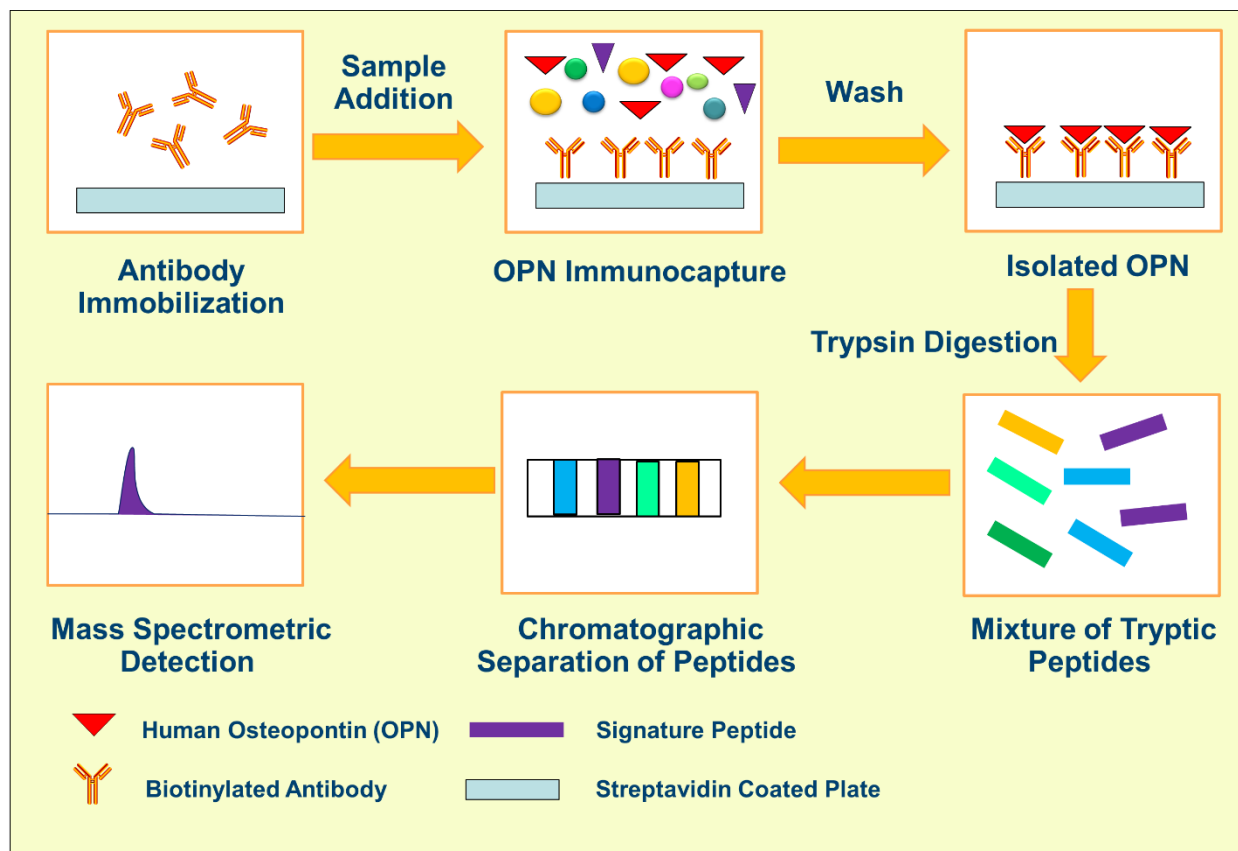 Sample
Addition
Wash
Antibody
Immobilization
OPN Immunocapture
Isolated OPN
Trypsin Digestion
Mass Spectrometric
Detection
Chromatographic
Separation of Peptides
Mixture of Tryptic
Peptides
Human Osteopontin (OPN)
Signature Peptide
Biotinylated Antibody
Streptavidin Coated Plate